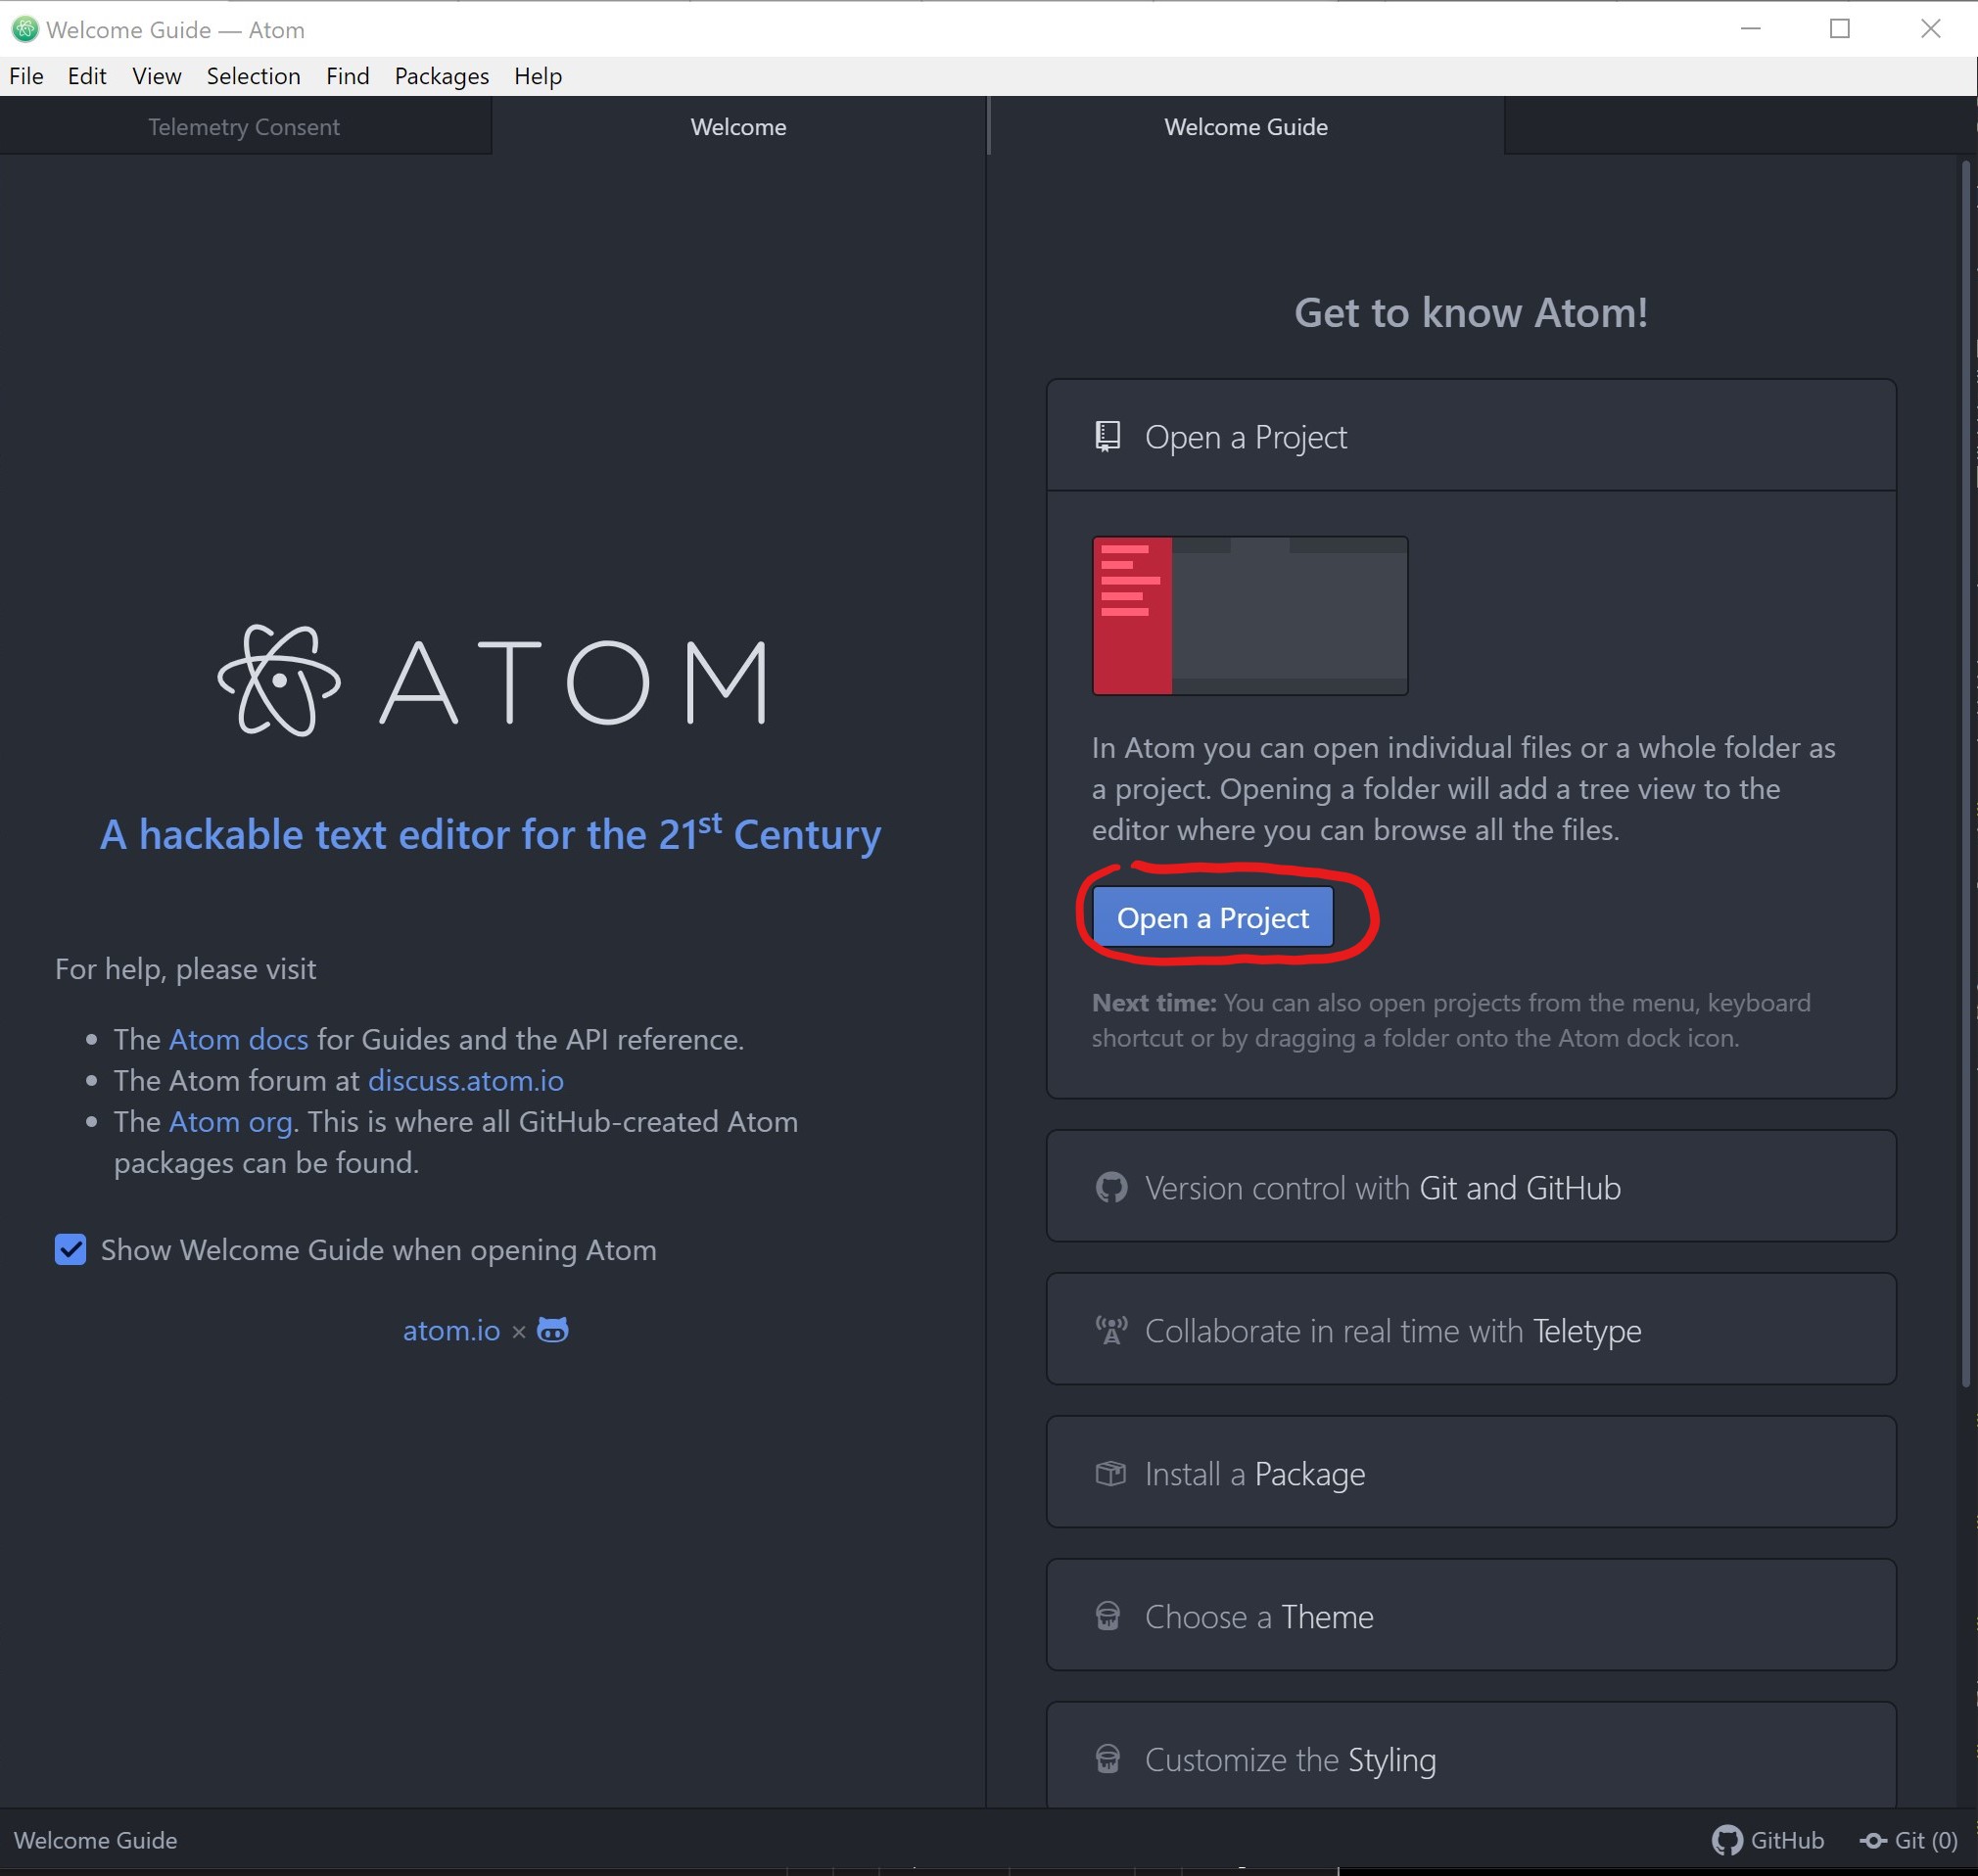 Welcome Guide — Atom
File Edit View Selection Find Packages Help
Telemetry Consent
Welcome
Welcome Guide
ATOM
A hackable text editor for the 21st Century
For help, please visit
• The Atom docs for Guides and the API reference.
• The Atom forum at discuss.atom.io
• The Atom org. This is where all GitHub-created Atom
packages can be found.
Show Welcome Guide when opening Atom
atom.io ×
Get to know Atom!
Open a Project
In Atom you can open individual files or a whole folder as
a project. Opening a folder will add a tree view to the
editor where you can browse all the files.
Open a Project
Next time: You can also open projects from the menu, keyboard
shortcut or by dragging a folder onto the Atom dock icon.
Version control with Git and GitHub
Collaborate in real time with Teletype
Install a Package
Choose a Theme
Customize the Styling
Welcome Guide
GitHub
Git (0)